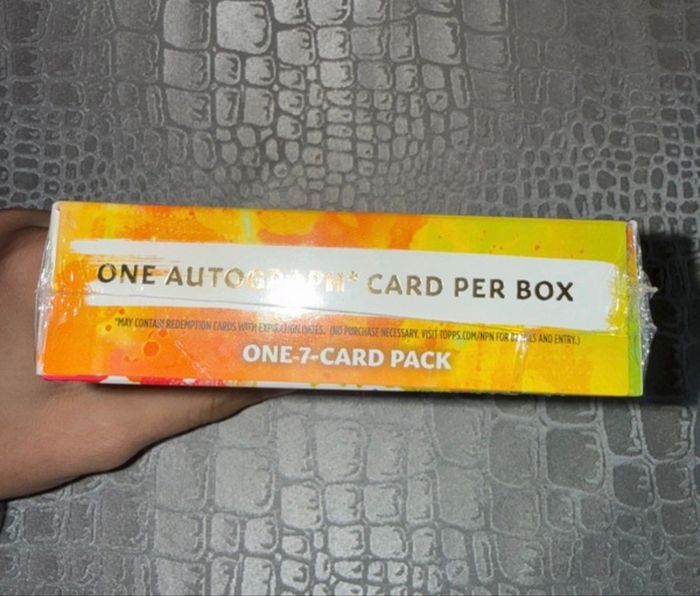 ONE AUTOGRAPH* CARD PER BOX
*MAY CONTAIN REDEMPTION CARDS WITH EXPIRATION DATES. (NO PURCHASE NECESSARY. VISIT TOPPS.COM/NPN FOR DETAILS AND ENTRY.)
ONE 7-CARD PACK